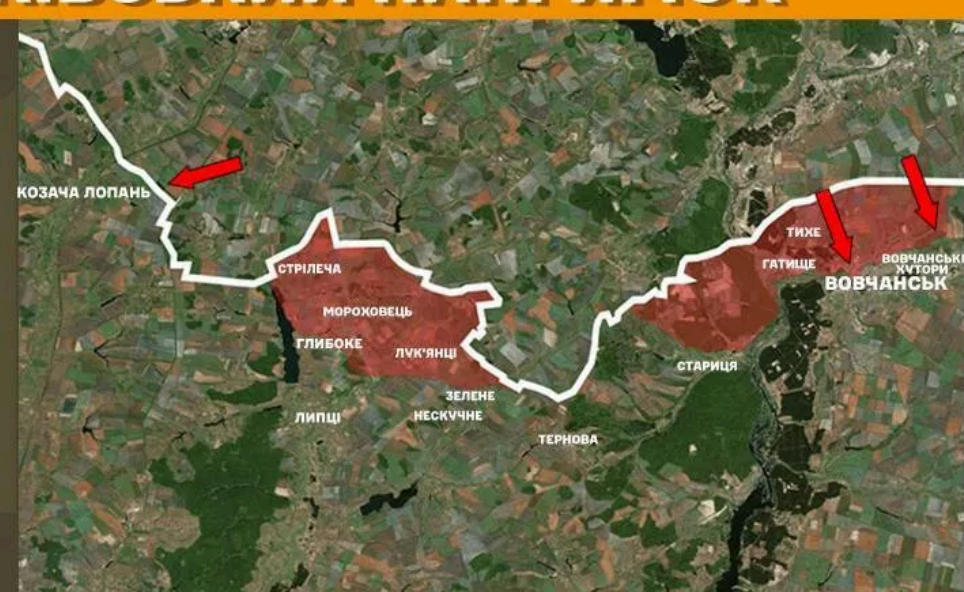 КОЗАЧА ЛОПАНЬ
ТИХЕ
ГАТИЩЕ
ВОВЧАНСЬКІ
ХУТОРИ
ВОВЧАНСЬК
СТРІЛЕЧА
МОРОХОВЕЦЬ
ГЛИБОКЕ
ЛУК'ЯНЦІ
СТАРИЦЯ
ЗЕЛЕНЕ
НЕСКУЧНЕ
ЛИПЦІ
ТЕРНОВА